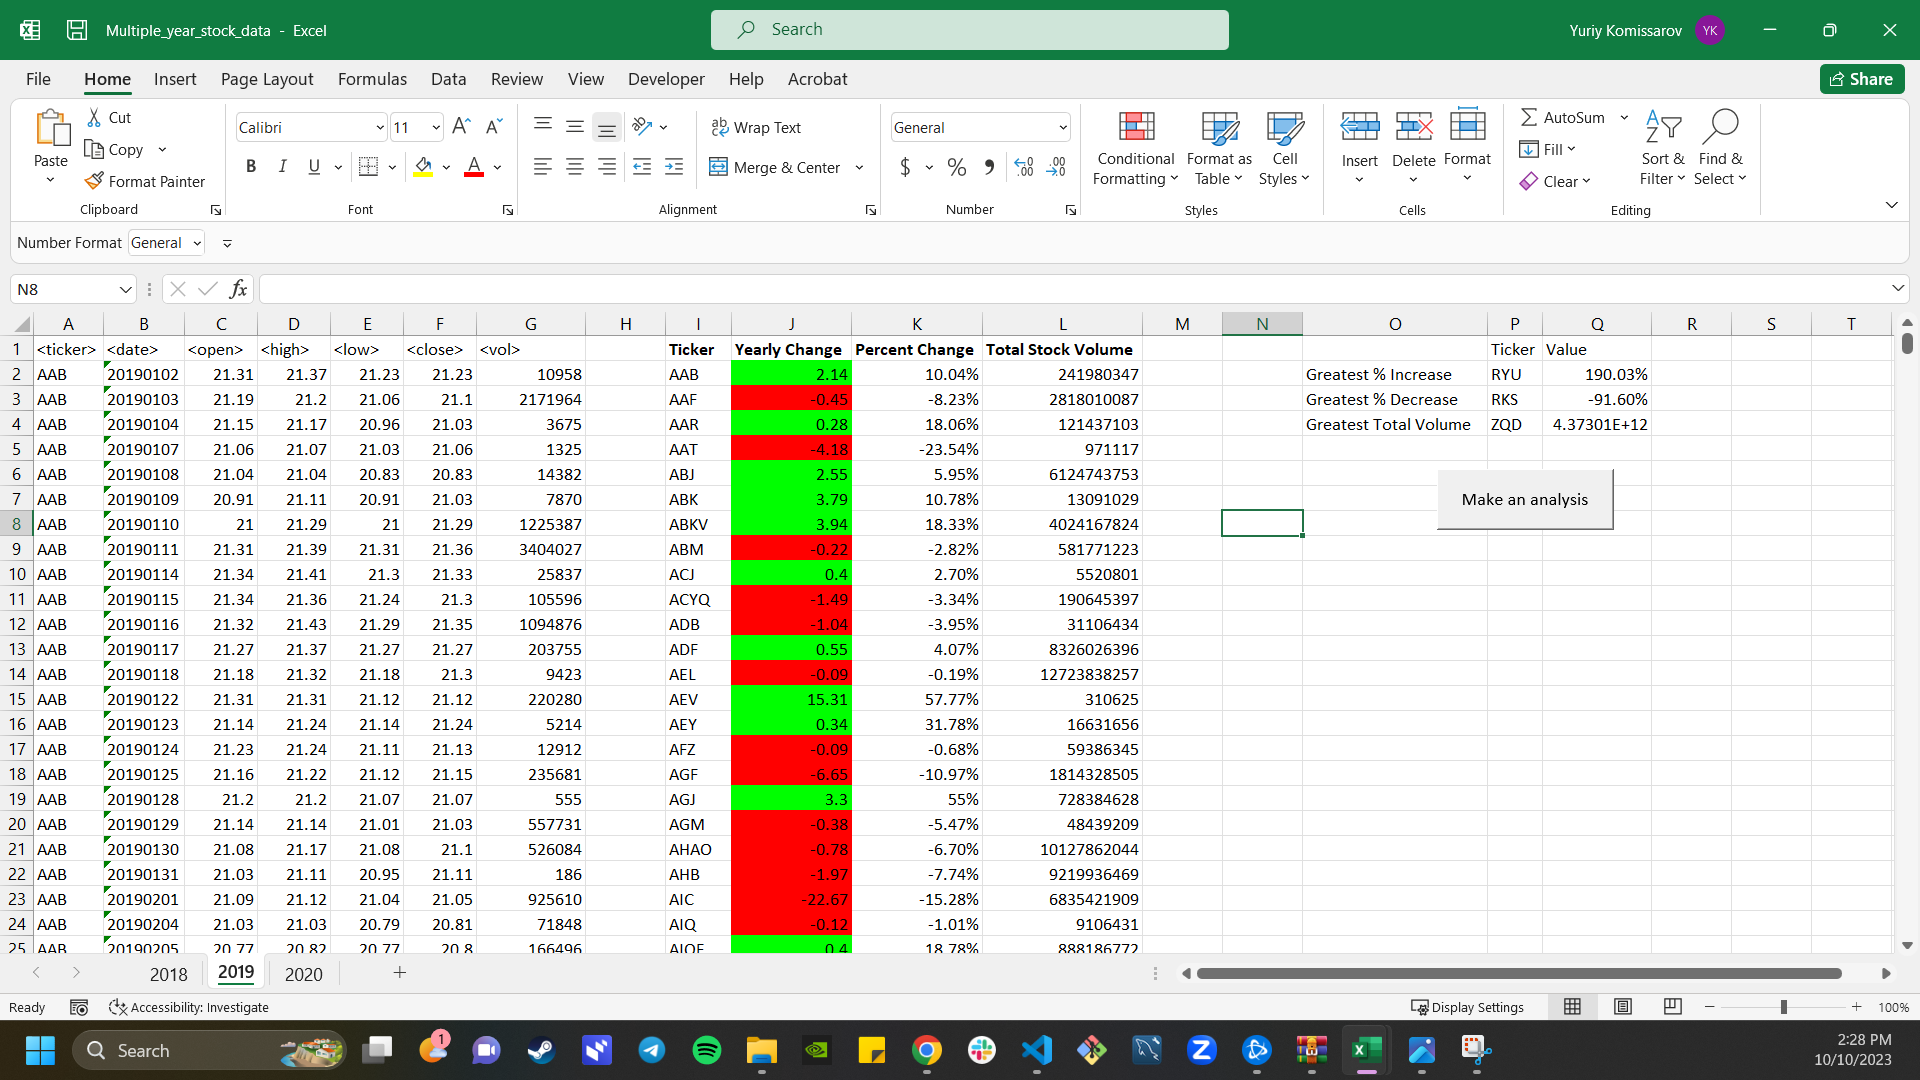 Multiple_year_stock_data - Excel
Search
Yuriy Komissarov YK
File Home Insert Page Layout Formulas Data Review View Developer Help Acrobat
Share
Paste
Cut
Copy
Format Painter
Clipboard
Calibri 11
B I U
Font
Wrap Text
Merge & Center
Alignment
General
$ % 9
Number
Conditional Formatting
Format as Table
Cell Styles
Styles
Insert Delete Format
Cells
AutoSum
Fill
Clear
Sort & Filter
Find & Select
Editing
Number Format General
N8 fx
A B C D E F G H I J K L M N O P Q R S T
1 <ticker> <date> <open> <high> <low> <close> <vol> Ticker Yearly Change Percent Change Total Stock Volume Ticker Value
2 AAB 20190102 21.31 21.37 21.23 21.23 10958 AAB 2.14 10.04% 241980347 Greatest % Increase RYU 190.03%
3 AAB 20190103 21.19 21.2 21.06 21.1 2171964 AAF -0.45 -8.23% 2818010087 Greatest % Decrease RKS -91.60%
4 AAB 20190104 21.15 21.17 20.96 21.03 3675 AAR 0.28 18.06% 121437103 Greatest Total Volume ZQD 4.37301E+12
5 AAB 20190107 21.06 21.07 21.03 21.06 1325 AAT -4.18 -23.54% 971117
6 AAB 20190108 21.04 21.04 20.83 20.83 14382 ABJ 2.55 5.95% 6124743753
7 AAB 20190109 20.91 21.11 20.91 21.03 7870 ABK 3.79 10.78% 13091029 Make an analysis
8 AAB 20190110 21 21.29 21 21.29 1225387 ABKV 3.94 18.33% 4024167824
9 AAB 20190111 21.31 21.39 21.31 21.36 3404027 ABM -0.22 -2.82% 581771223
10 AAB 20190114 21.34 21.41 21.3 21.33 25837 ACJ 0.4 2.70% 5520801
11 AAB 20190115 21.34 21.36 21.24 21.3 105596 ACYQ -1.49 -3.34% 190645397
12 AAB 20190116 21.32 21.43 21.29 21.35 1094876 ADB -1.04 -3.95% 31106434
13 AAB 20190117 21.27 21.37 21.27 21.27 203755 ADF 0.55 4.07% 8326026396
14 AAB 20190118 21.18 21.32 21.18 21.3 9423 AEL -0.09 -0.19% 12723838257
15 AAB 20190122 21.31 21.31 21.12 21.12 220280 AEV 15.31 57.77% 310625
16 AAB 20190123 21.14 21.24 21.14 21.24 5214 AEY 0.34 31.78% 16631656
17 AAB 20190124 21.23 21.24 21.11 21.13 12912 AFZ -0.09 -0.68% 59386345
18 AAB 20190125 21.16 21.22 21.12 21.15 235681 AGF -6.65 -10.97% 1814328505
19 AAB 20190128 21.2 21.2 21.07 21.07 555 AGJ 3.3 55% 728384628
20 AAB 20190129 21.14 21.14 21.01 21.03 557731 AGM -0.38 -5.47% 48439209
21 AAB 20190130 21.08 21.17 21.08 21.1 526084 AHAO -0.78 -6.70% 10127862044
22 AAB 20190131 21.03 21.11 20.95 21.11 186 AHB -1.97 -7.74% 9219936469
23 AAB 20190201 21.09 21.12 21.04 21.05 925610 AIC -22.67 -15.28% 6835421909
24 AAB 20190204 21.03 21.03 20.79 20.81 71848 AIQ -0.12 -1.01% 9106431
25 AAB 20190205 20.77 20.82 20.77 20.8 166496 0.4 18.78% 888186772
2018 2019 2020
Ready Accessibility: Investigate Display Settings 100%
Search
1
2:28 PM
10/10/2023